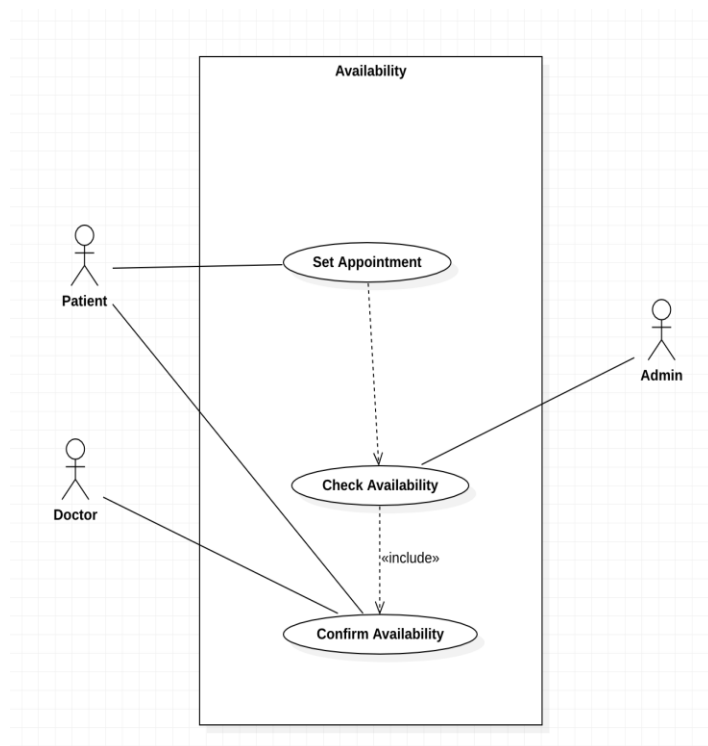 Availability
Set Appointment
Patient
Admin
Check Availability
Doctor
«include»
Confirm Availability